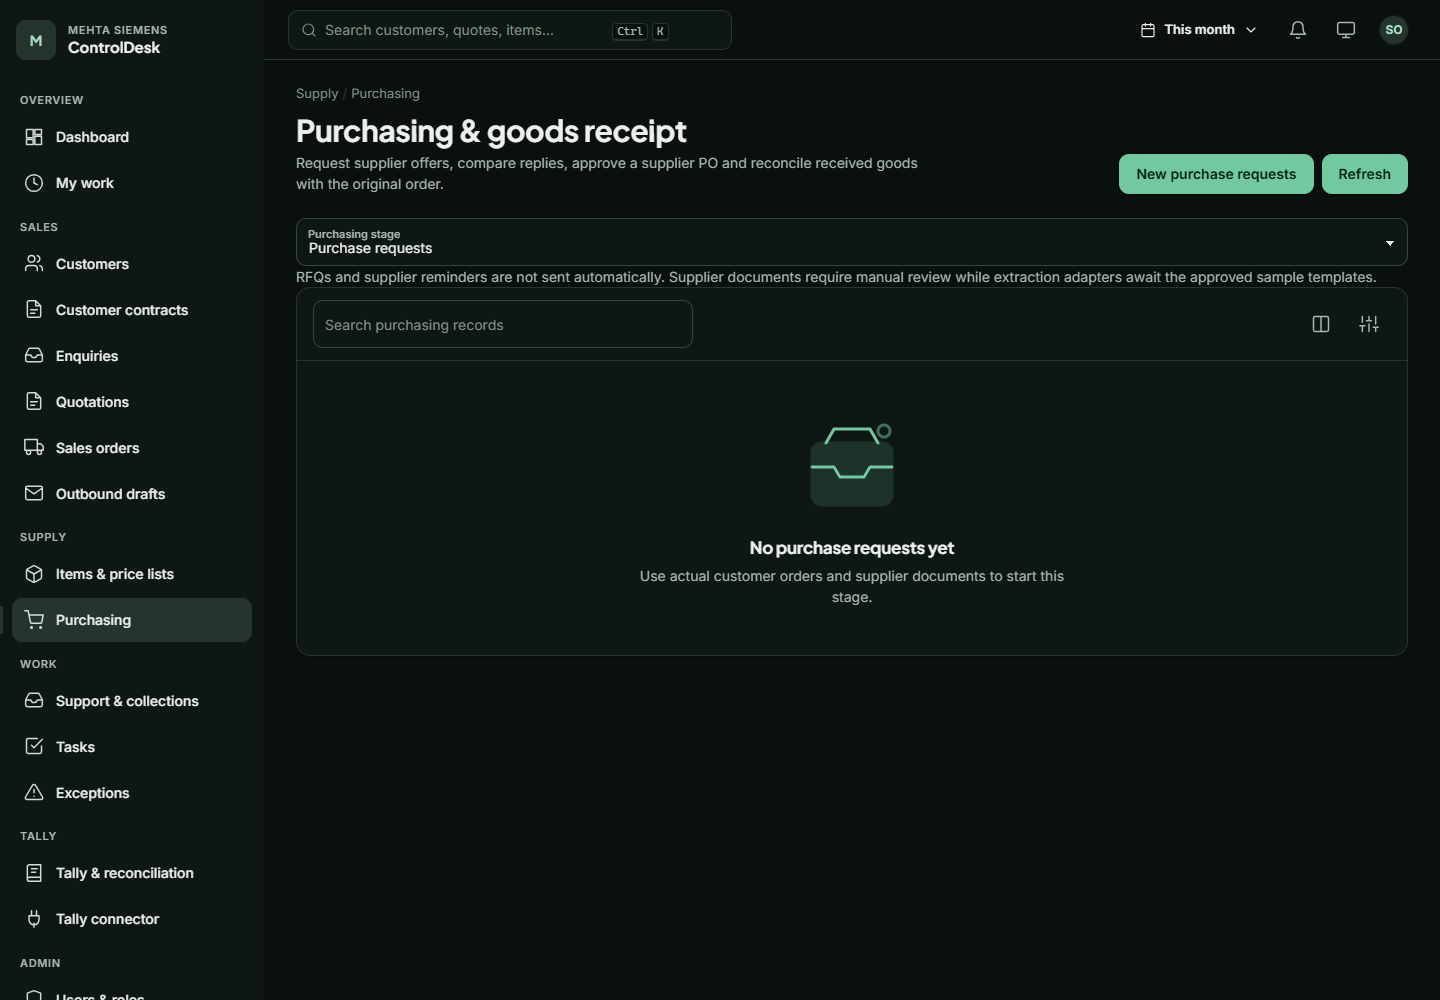 M
MEHTA SIEMENS
ControlDesk
OVERVIEW
Dashboard
My work
SALES
Customers
Customer contracts
Enquiries
Quotations
Sales orders
Outbound drafts
SUPPLY
Items & price lists
Purchasing
WORK
Support & collections
Tasks
Exceptions
TALLY
Tally & reconciliation
Tally connector
ADMIN
Users & roles
Search customers, quotes, items... Ctrl K
This month
SO
Supply / Purchasing
Purchasing & goods receipt
Request supplier offers, compare replies, approve a supplier PO and reconcile received goods
with the original order.
New purchase requests
Refresh
Purchasing stage
Purchase requests
RFQs and supplier reminders are not sent automatically. Supplier documents require manual review while extraction adapters await the approved sample templates.
Search purchasing records
No purchase requests yet
Use actual customer orders and supplier documents to start this
stage.